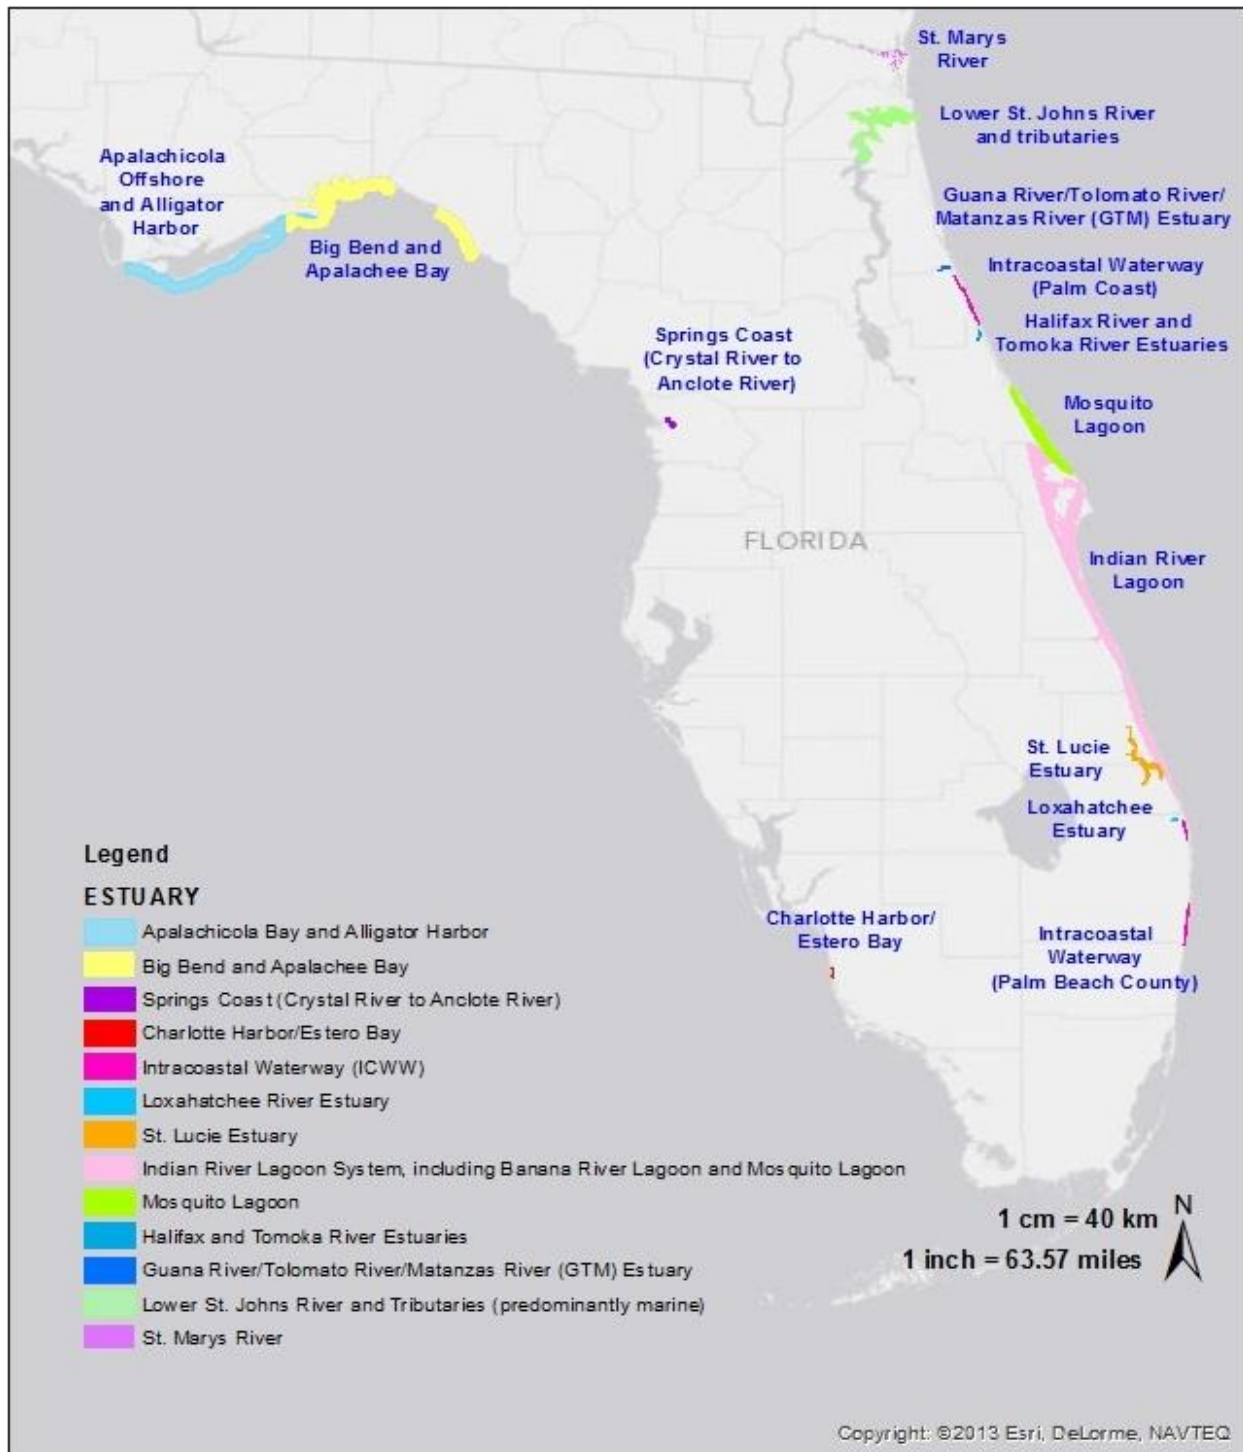 St. Marys
River
Lower St. Johns River
and tributaries
Apalachicola
Offshore
and Alligator
Harbor
Guana River/Tolomato River/
Matanzas River (GTM) Estuary
Big Bend and
Apalachee Bay
Intracoastal Waterway
(Palm Coast)
Halifax River and
Tomoka River Estuaries
Springs Coast
(Crystal River to
Anclote River)
Mosquito
Lagoon
FLORIDA
Indian River
Lagoon
St. Lucie
Estuary
Loxahatchee
Estuary
Charlotte Harbor/
Estero Bay
Intracoastal
Waterway
(Palm Beach County)
Legend
ESTUARY
Apalachicola Bay and Alligator Harbor
Big Bend and Apalachee Bay
Springs Coast (Crystal River to Anclote River)
Charlotte Harbor/Estero Bay
Intracoastal Waterway (ICWW)
Loxahatchee River Estuary
St. Lucie Estuary
Indian River Lagoon System, including Banana River Lagoon and Mosquito Lagoon
Mosquito Lagoon
Halifax and Tomoka River Estuaries
Guana River/Tolomato River/Matanzas River (GTM) Estuary
Lower St. Johns River and Tributaries (predominantly marine)
St. Marys River
N
1 cm = 40 km
1 inch = 63.57 miles
Copyright: ©2013 Esri, DeLorme, NAVTEQ